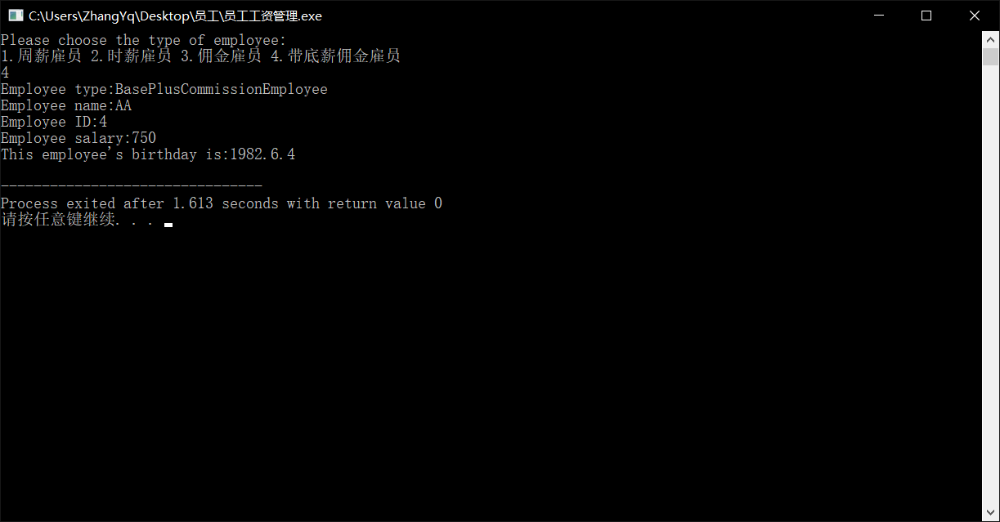 C:\Users\ZhangYq\Desktop\员工\员工工资管理.exe
Please choose the type of employee:
1.周薪雇员 2.时薪雇员 3.佣金雇员 4.带底薪佣金雇员
4
Employee type:BasePlusCommissionEmployee
Employee name:AA
Employee ID:4
Employee salary:750
This employee's birthday is:1982.6.4
--------------------------------
Process exited after 1.613 seconds with return value 0
请按任意键继续. . .